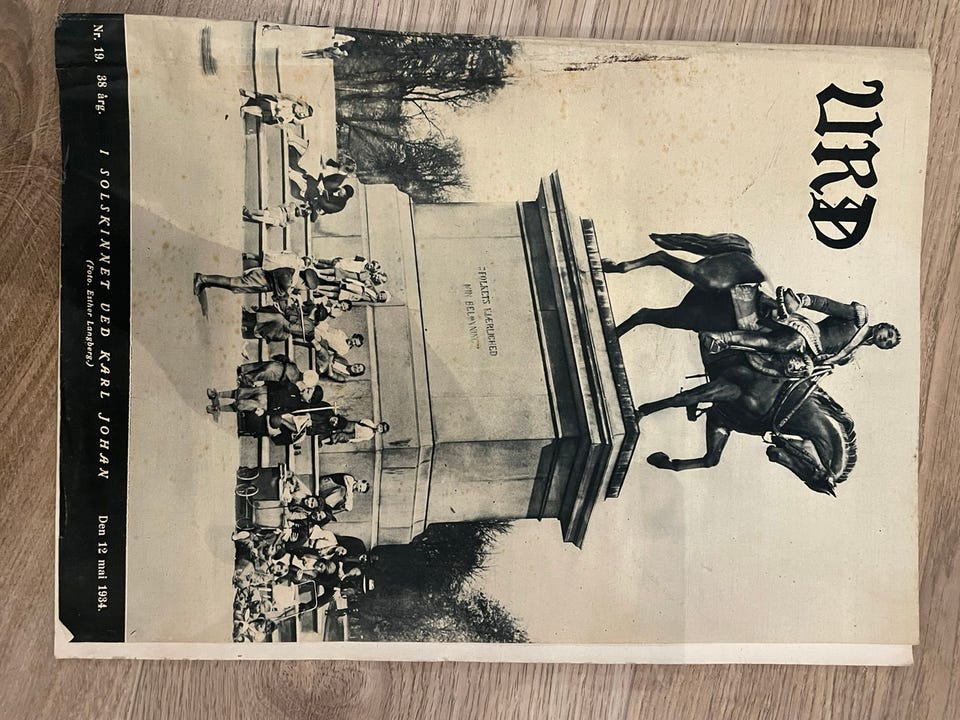 URD
"FOLKETS KJÆRLIGHED
MIN BELØNNING"
Nr. 19. 38 årg.
I SOLSKINNET VED KARL JOHAN
Den 12 mai 1934.
(Foto. Esther Langberg.)